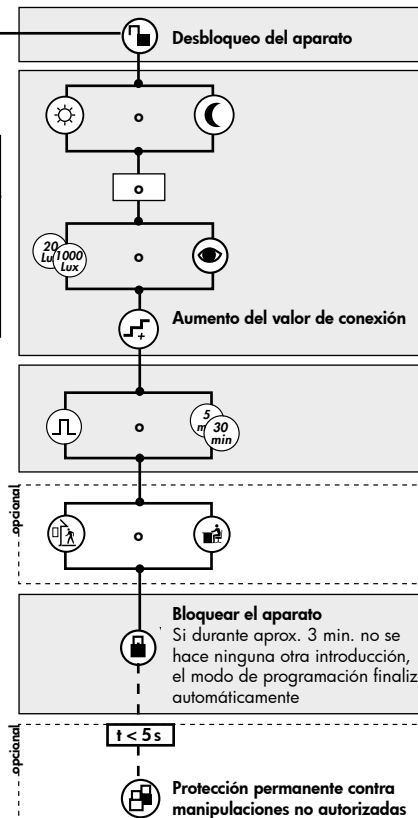 Desbloqueo del aparato
20
Lu
1000
Lux
Aumento del valor de conexión
5
m
30
min
opcional
Bloquear el aparato
Si durante aprox. 3 min. no se
hace ninguna otra introducción,
el modo de programación finaliz
automáticamente
opcional
t < 5 s
Protección permanente contra
manipulaciones no autorizadas